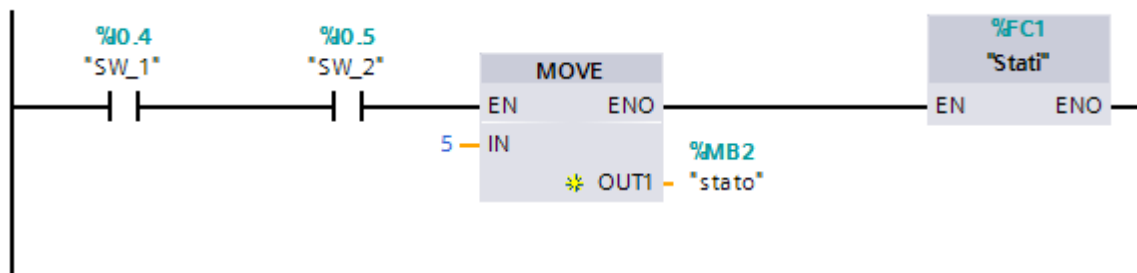 %I0.4
"SW_1"
%I0.5
"SW_2"
MOVE
EN ENO
5 IN
OUT1
%MB2
"stato"
%FC1
"Stati"
EN ENO